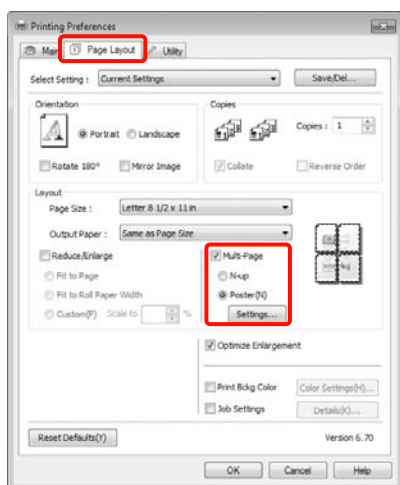 Printing Preferences
Main Page Layout Utility
Select Setting : Current Settings Save/Del...
Orientation Copies
Portrait Landscape Copies : 1
Rotate 180° Mirror Image Collate Reverse Order
Layout
Page Size : Letter 8 1/2 x 11 in
Output Paper : Same as Page Size
Reduce/Enlarge Multi-Page
Fit to Page N-up
Fit to Roll Paper Width Poster(N)
Custom(F) Scale to % Settings...
Optimize Enlargement
Print Bckg Color Color Settings(H)...
Job Settings Details(K)...
Reset Defaults(Y) Version 6.70
OK Cancel Help